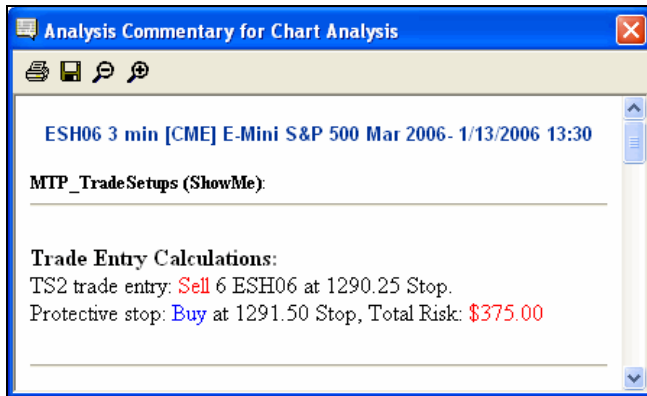 Analysis Commentary for Chart Analysis
ESH06 3 min [CME] E-Mini S&P 500 Mar 2006- 1/13/2006 13:30
MTP_TradeSetups (ShowMe):
Trade Entry Calculations:
TS2 trade entry: Sell 6 ESH06 at 1290.25 Stop.
Protective stop: Buy at 1291.50 Stop, Total Risk: $375.00